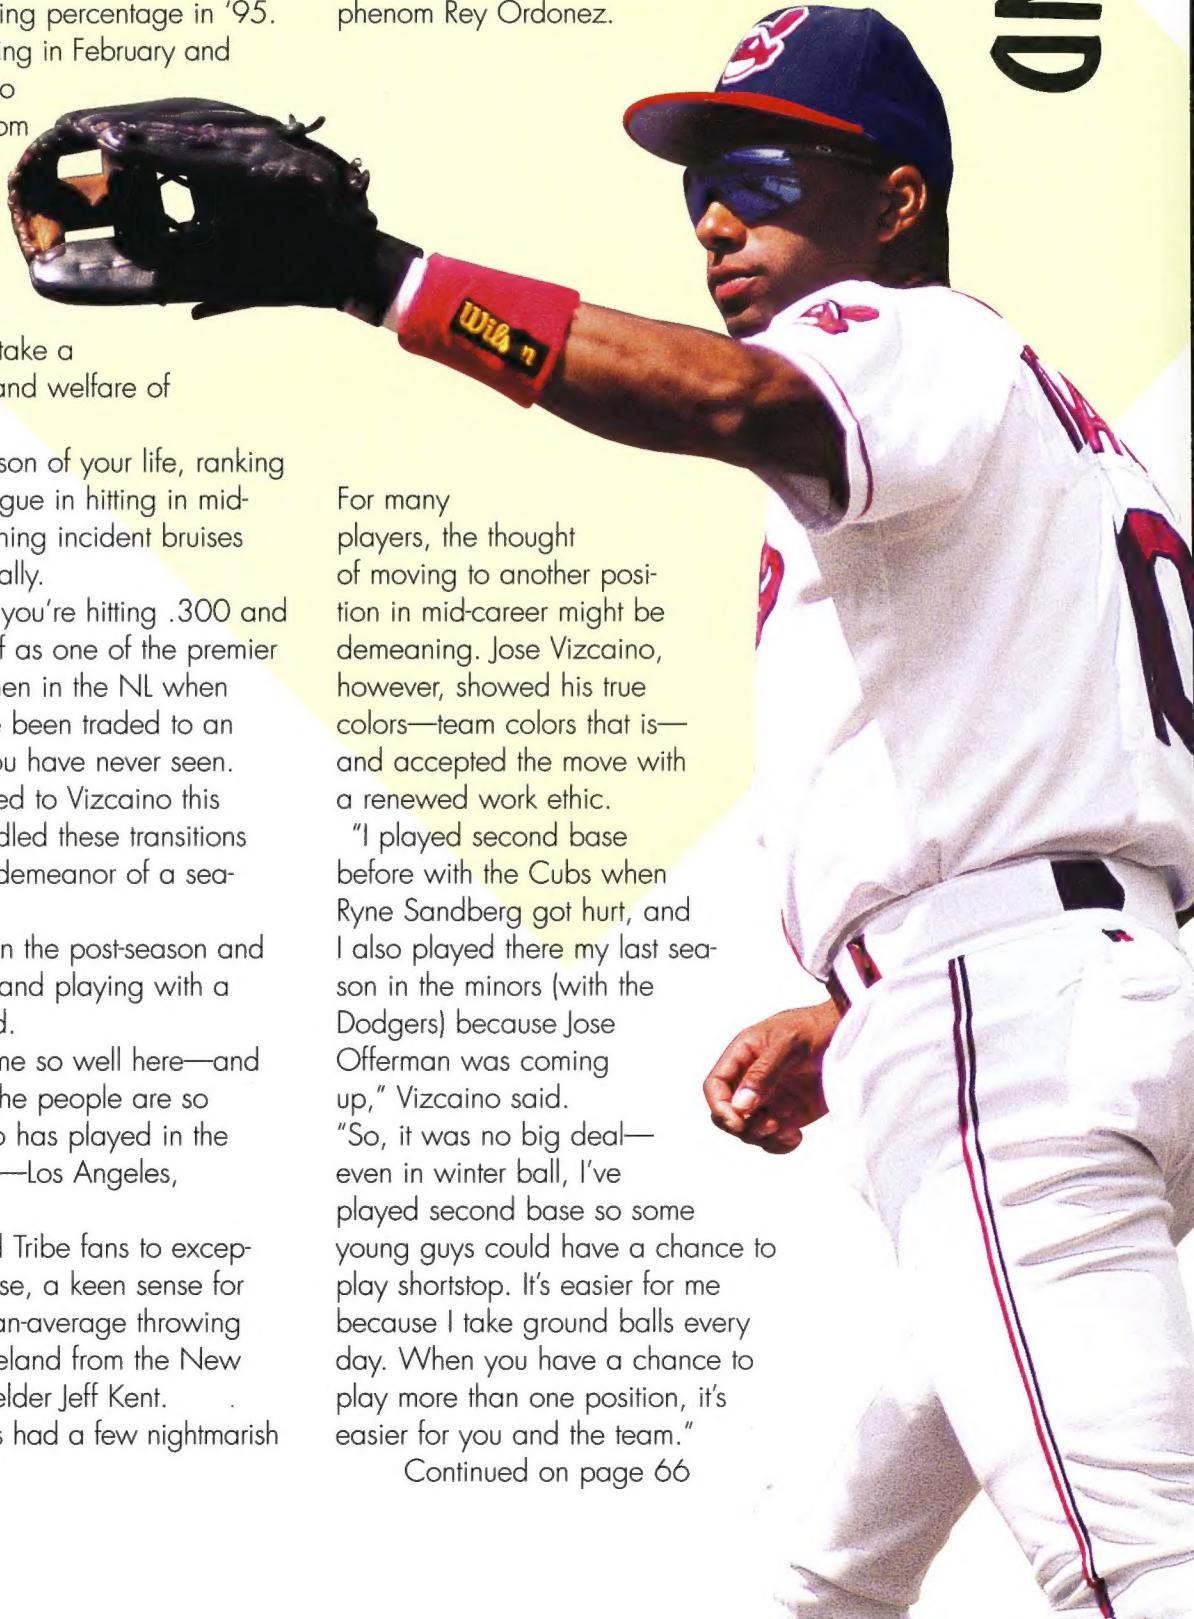 ing percentage in '95.
ing in February and
o
om
take a
and welfare of
son of your life, ranking
gue in hitting in mid-
ning incident bruises
ally.
you're hitting .300 and
f as one of the premier
en in the NL when
e been traded to an
ou have never seen.
ed to Vizcaino this
dled these transitions
demeanor of a sea-
n the post-season and
and playing with a
d.
me so well here—and
he people are so
o has played in the
—Los Angeles,
l Tribe fans to excep-
se, a keen sense for
an-average throwing
eland from the New
elder Jeff Kent.
s had a few nightmarish
phenom Rey Ordonez.
For many
players, the thought
of moving to another posi-
tion in mid-career might be
demeaning. Jose Vizcaino,
however, showed his true
colors—team colors that is—
and accepted the move with
a renewed work ethic.
"I played second base
before with the Cubs when
Ryne Sandberg got hurt, and
I also played there my last sea-
son in the minors (with the
Dodgers) because Jose
Offerman was coming
up," Vizcaino said.
"So, it was no big deal—
even in winter ball, I've
played second base so some
young guys could have a chance to
play shortstop. It's easier for me
because I take ground balls every
day. When you have a chance to
play more than one position, it's
easier for you and the team."
Continued on page 66
Wils n
ND